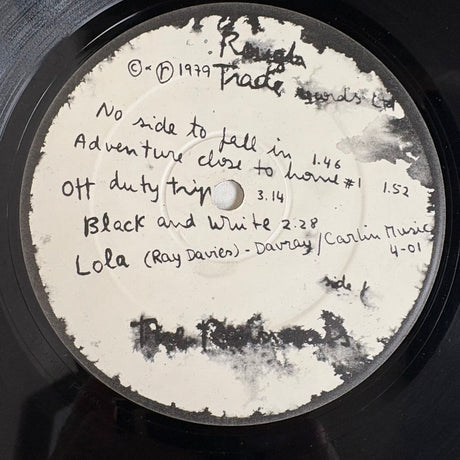 Rough
© & ℗ 1979 Trade
Records Ltd
No side to fall in 1.46
Adventure close to home #1 1.52
Off duty trip 3.14
Black and White 2.28
Lola (Ray Davies) - Davray/Carlin Music
4-01
side 1
The Raincoats